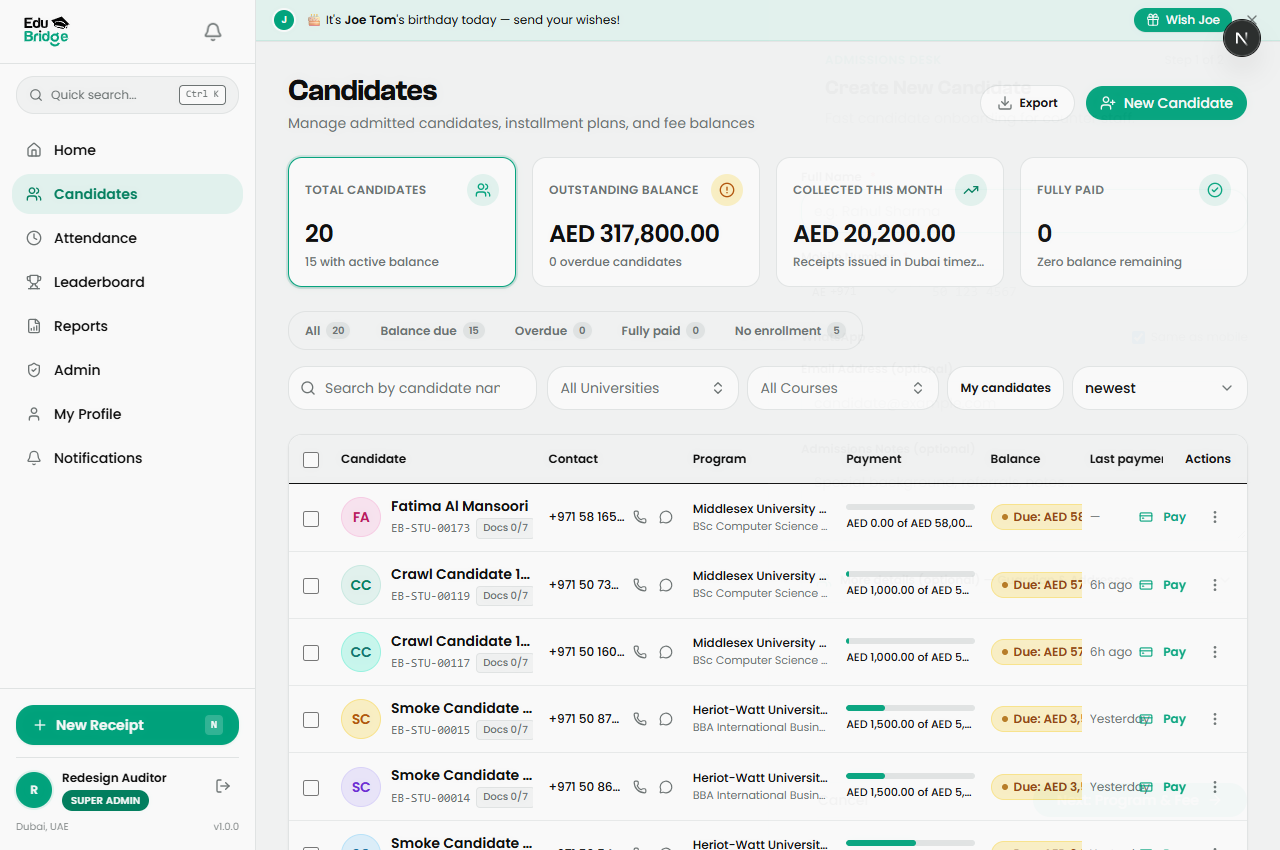 Edu
Bridge
Quick search...
Ctrl K
Home
Candidates
Attendance
Leaderboard
Reports
Admin
My Profile
Notifications
New Receipt
N
R
Redesign Auditor
SUPER ADMIN
Dubai, UAE
v1.0.0
J
🎂 It's Joe Tom's birthday today — send your wishes!
Wish Joe
N
Candidates
Manage admitted candidates, installment plans, and fee balances
Create New Candidate
Export
New Candidate
TOTAL CANDIDATES
20
15 with active balance
OUTSTANDING BALANCE
AED 317,800.00
0 overdue candidates
COLLECTED THIS MONTH
AED 20,200.00
Receipts issued in Dubai timez...
FULLY PAID
0
Zero balance remaining
Full Name
All 20
Balance due 15
Overdue 0
Fully paid 0
No enrollment 5
Email Address (optional)
Search by candidate nar
All Universities
All Courses
My candidates
newest
Admissions Notes (optional)
Candidate
Contact
Program
Payment
Balance
Last paymer
Actions
FA
Fatima Al Mansoori
EB-STU-00173
Docs 0/7
+971 58 165...
Middlesex University ...
BSc Computer Science ...
AED 0.00 of AED 58,00...
Due: AED 58
—
Pay
CC
Crawl Candidate 1...
EB-STU-00119
Docs 0/7
+971 50 73...
Middlesex University ...
BSc Computer Science ...
AED 1,000.00 of AED 5...
Due: AED 57
6h ago
Pay
CC
Crawl Candidate 1...
EB-STU-00117
Docs 0/7
+971 50 160...
Middlesex University ...
BSc Computer Science ...
AED 1,000.00 of AED 5...
Due: AED 57
6h ago
Pay
SC
Smoke Candidate ...
EB-STU-00015
Docs 0/7
+971 50 87...
Heriot-Watt Universit...
BBA International Busin...
AED 1,500.00 of AED 5,...
Due: AED 3,
Yesterday
Pay
SC
Smoke Candidate ...
EB-STU-00014
Docs 0/7
+971 50 86...
Heriot-Watt Universit...
BBA International Busin...
AED 1,500.00 of AED 5,...
Due: AED 3,
Yesterday
Pay
Smoke Candidate ...
Heriot-Watt Universit...